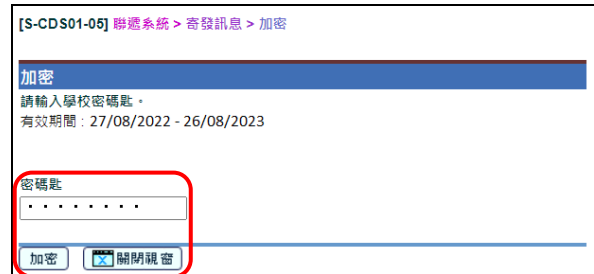 [S-CDS01-05] 聯遞系統 > 寄發訊息 > 加密
加密
請輸入學校密碼匙。
有效期間：27/08/2022 - 26/08/2023
密碼匙
• • • • • • • •
加密 關閉視窗